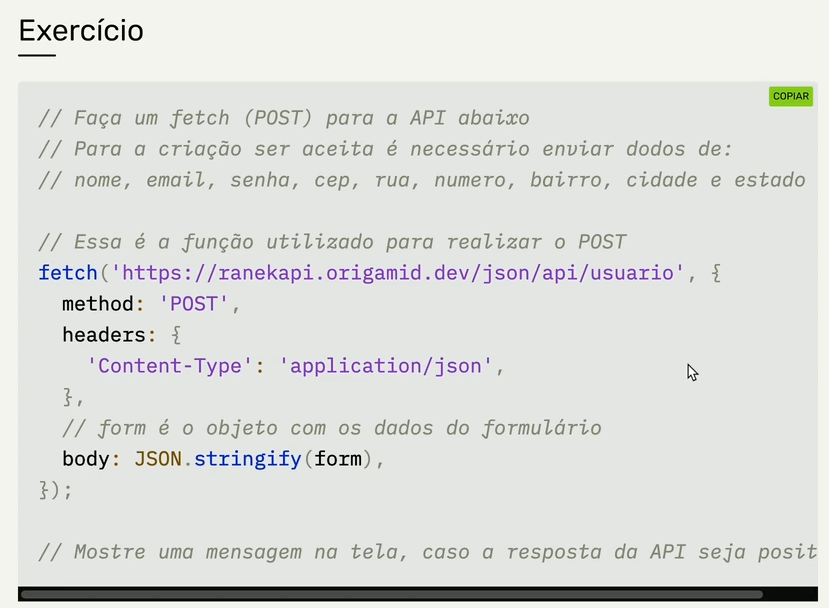 Exercício
COPIAR
// Faça um fetch (POST) para a API abaixo
// Para a criação ser aceita é necessário enviar dodos de:
// nome, email, senha, cep, rua, numero, bairro, cidade e estado
// Essa é a função utilizado para realizar o POST
fetch('https://ranekapi.origamid.dev/json/api/usuario', {
method: 'POST',
headers: {
'Content-Type': 'application/json',
},
// form é o objeto com os dados do formulário
body: JSON.stringify(form),
});
// Mostre uma mensagem na tela, caso a resposta da API seja posit